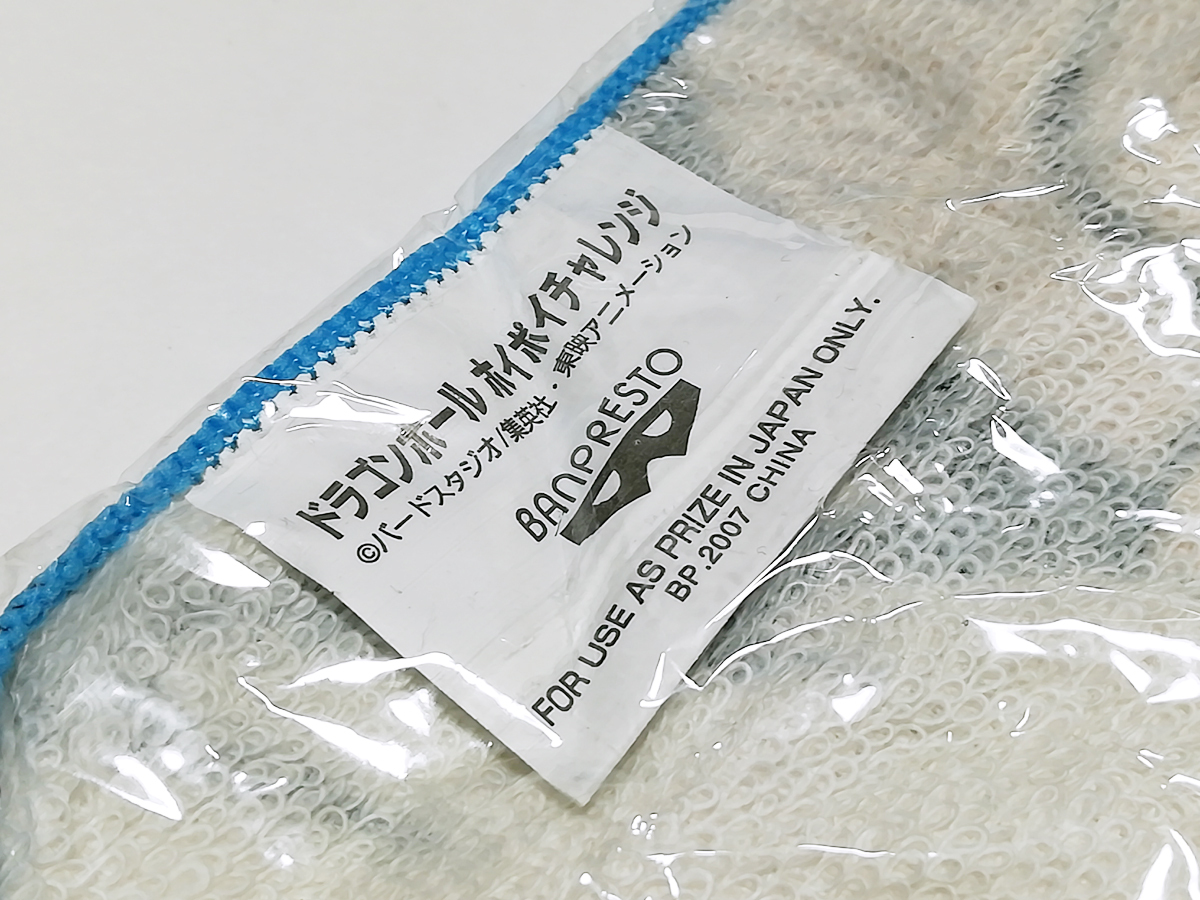 ドラゴンボール ホイポイチャレンジ
©バードスタジオ/集英社・東映アニメーション
BANPRESTO
FOR USE AS PRIZE IN JAPAN ONLY.
BP.2007 CHINA